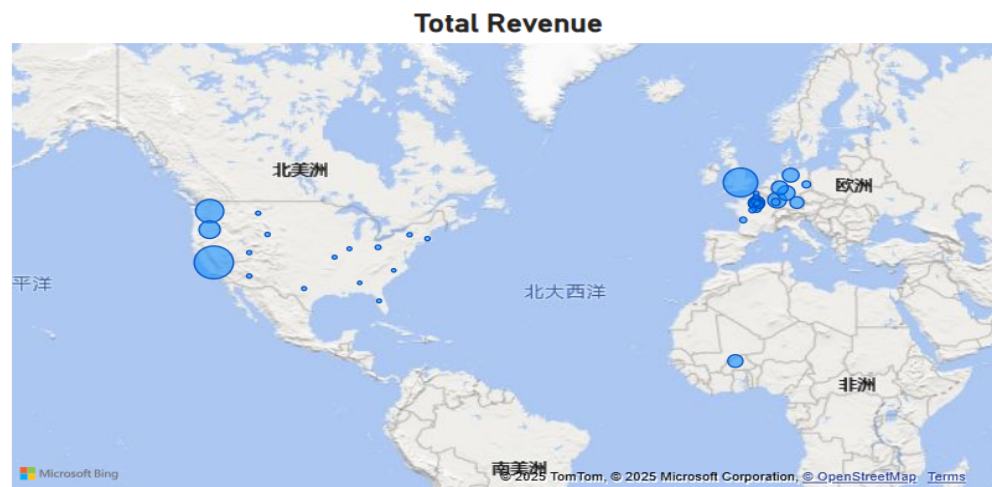 Total Revenue
北美洲
欧洲
平洋
北大西洋
非洲
南美洲
Microsoft Bing
© 2025 TomTom, © 2025 Microsoft Corporation, © OpenStreetMap Terms